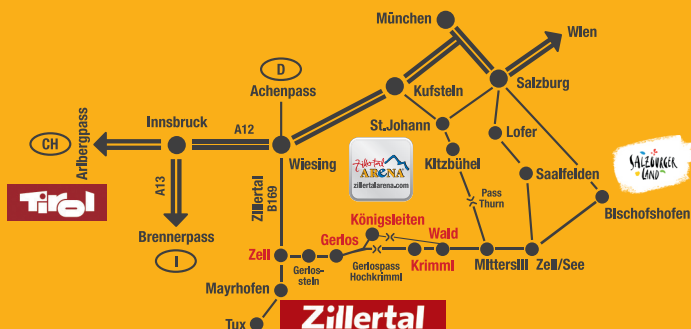 München
Wien
D
Achenpass
Kufstein
Salzburg
CH
Arlbergpass
Innsbruck
A12
Wiesing
St.Johann
Lofer
Kitzbühel
Saalfelden
Zillertal
ARENA
zillertalarena.com
SALZBURGER
LAND
Tirol
A13
Zillertal
B169
Pass
Thurn
Bischofshofen
Brennerpass
I
Königsleiten
Zell
Gerlos
Wald
Gerlos-
stein
Gerlospass
Hochkrimml
Krimml
Mittersill
Zell/See
Mayrhofen
Tux
Zillertal